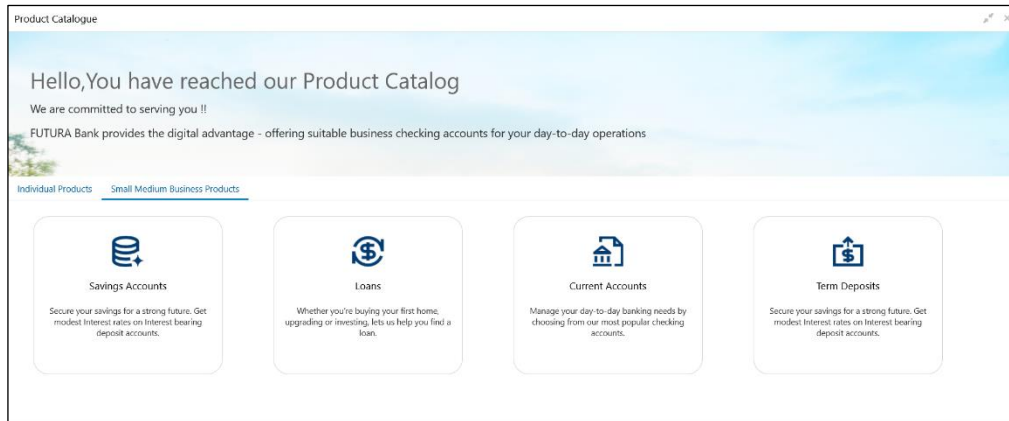 Product Catalogue
Hello,You have reached our Product Catalog
We are committed to serving you !!
FUTURA Bank provides the digital advantage - offering suitable business checking accounts for your day-to-day operations
Individual Products
Small Medium Business Products
Savings Accounts
Secure your savings for a strong future. Get
modest Interest rates on Interest bearing
deposit accounts.
Loans
Whether you're buying your first home,
upgrading or investing, lets us help you find a
loan.
Current Accounts
Manage your day-to-day banking needs by
choosing from our most popular checking
accounts.
Term Deposits
Secure your savings for a strong future. Get
modest Interest rates on Interest bearing
deposit accounts.